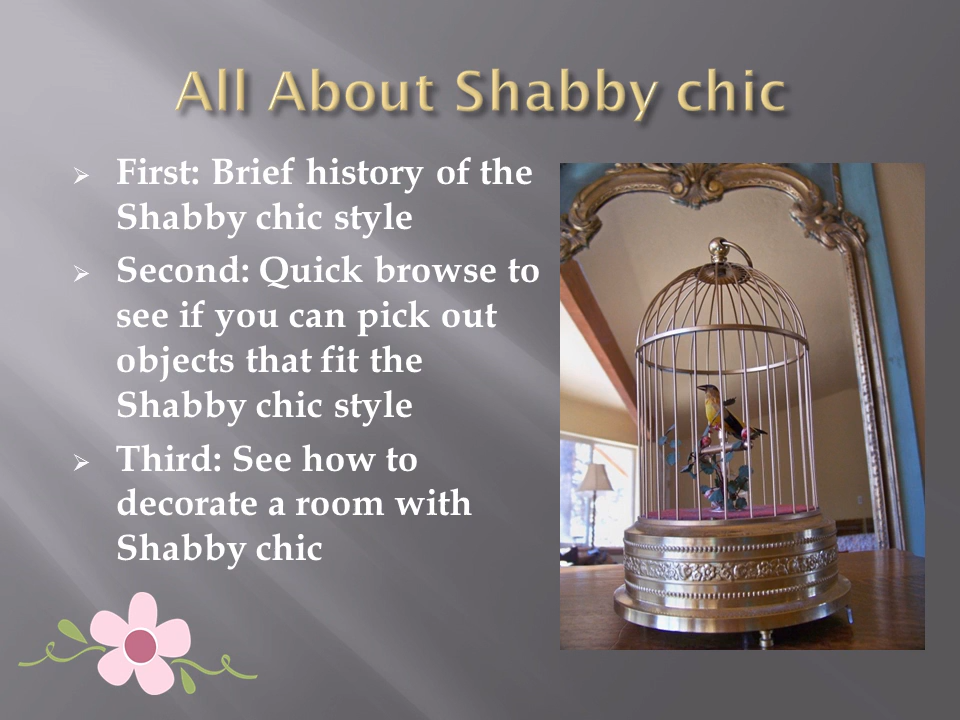 All About Shabby chic
First: Brief history of the
Shabby chic style
Second: Quick browse to
see if you can pick out
objects that fit the
Shabby chic style
Third: See how to
decorate a room with
Shabby chic